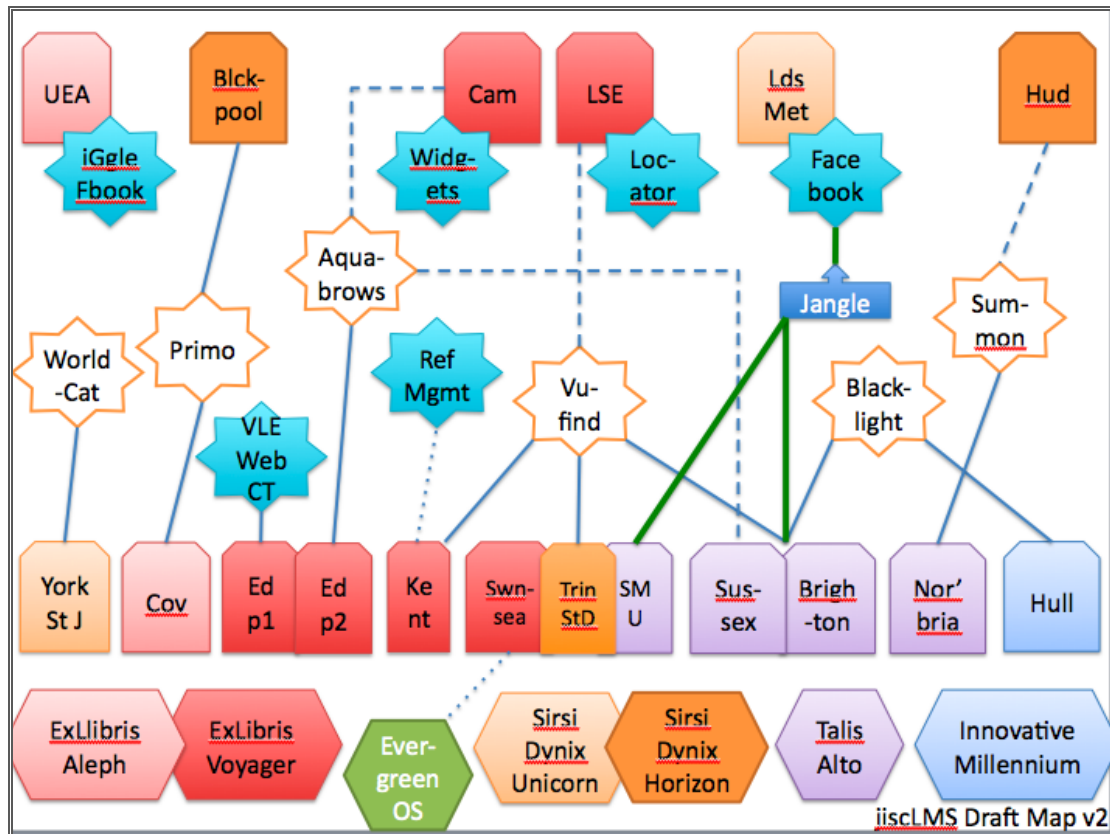 UEA
iGgle
Fbook
Blck-
pool
Cam
Widg-
ets
LSE
Loc-
ator
Lds
Met
Face
book
Hud
Aqua-
brows
Jangle
Sum-
mon
World
-Cat
Primo
Ref
Mgmt
Vu-
find
Black-
light
VLE
Web
CT
York
St J
Cov
Ed
p1
Ed
p2
Ke
nt
Swn-
sea
Trin
StD
SM
U
Sus-
sex
Brigh
-ton
Nor'
bria
Hull
ExLlibris
Aleph
ExLibris
Voyager
Ever-
green
OS
Sirsi
Dynix
Unicorn
Sirsi
Dynix
Horizon
Talis
Alto
Innovative
Millennium
jiscLMS Draft Map v2